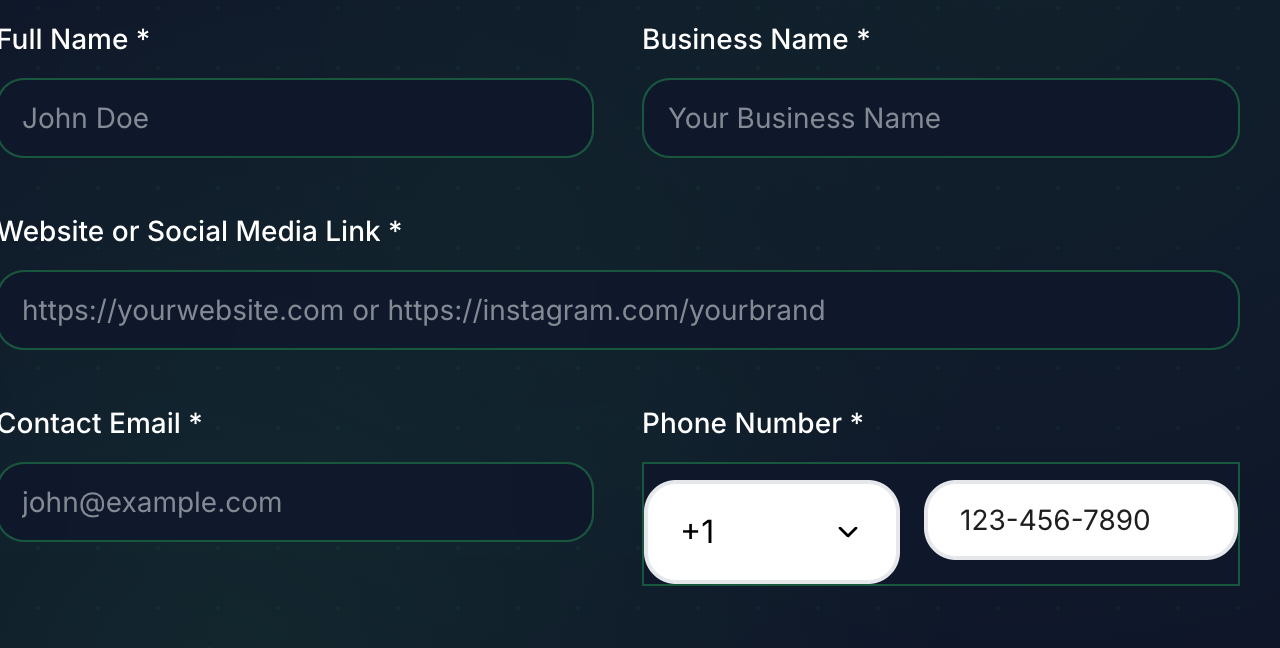 Full Name *
Business Name *
John Doe
Your Business Name
Website or Social Media Link *
https://yourwebsite.com or https://instagram.com/yourbrand
Contact Email *
Phone Number *
john@example.com
+1
123-456-7890